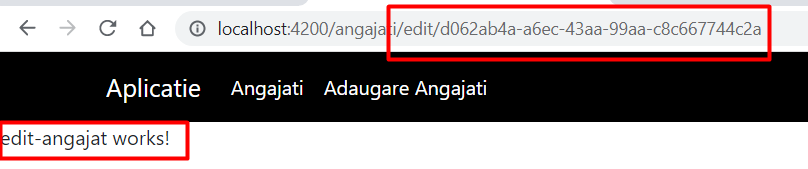 localhost:4200/angajati/edit/d062ab4a-a6ec-43aa-99aa-c8c667744c2a
Aplicatie Angajati Adaugare Angajati
edit-angajat works!